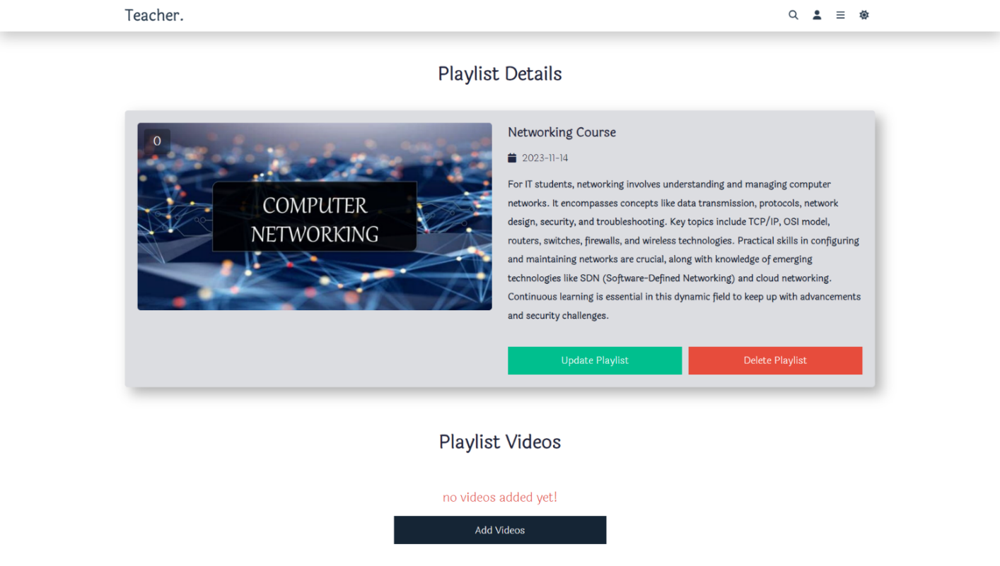 Teacher.
Playlist Details
0
COMPUTER
NETWORKING
Networking Course
2023-11-14
For IT students, networking involves understanding and managing computer
networks. It encompasses concepts like data transmission, protocols, network
design, security, and troubleshooting. Key topics include TCP/IP, OSI model,
routers, switches, firewalls, and wireless technologies. Practical skills in configuring
and maintaining networks are crucial, along with knowledge of emerging
technologies like SDN (Software-Defined Networking) and cloud networking.
Continuous learning is essential in this dynamic field to keep up with advancements
and security challenges.
Update Playlist
Delete Playlist
Playlist Videos
no videos added yet!
Add Videos